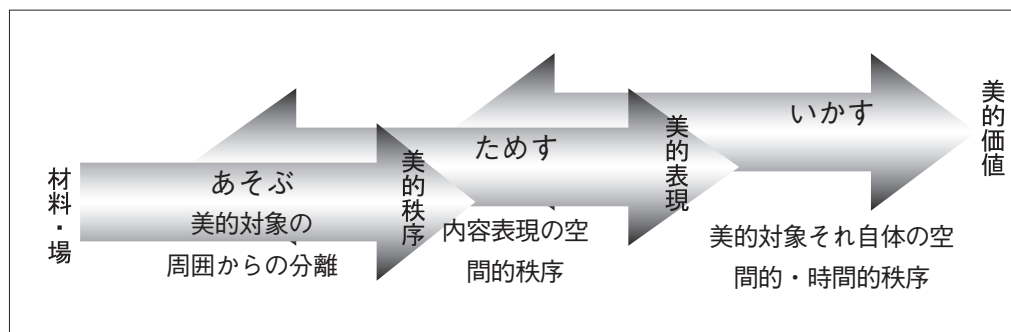 材料・場
あそぶ
美的対象の
周囲からの分離
美的秩序
ためす
内容表現の空
間的秩序
美的表現
いかす
美的対象それ自体の空
間的・時間的秩序
美的価値